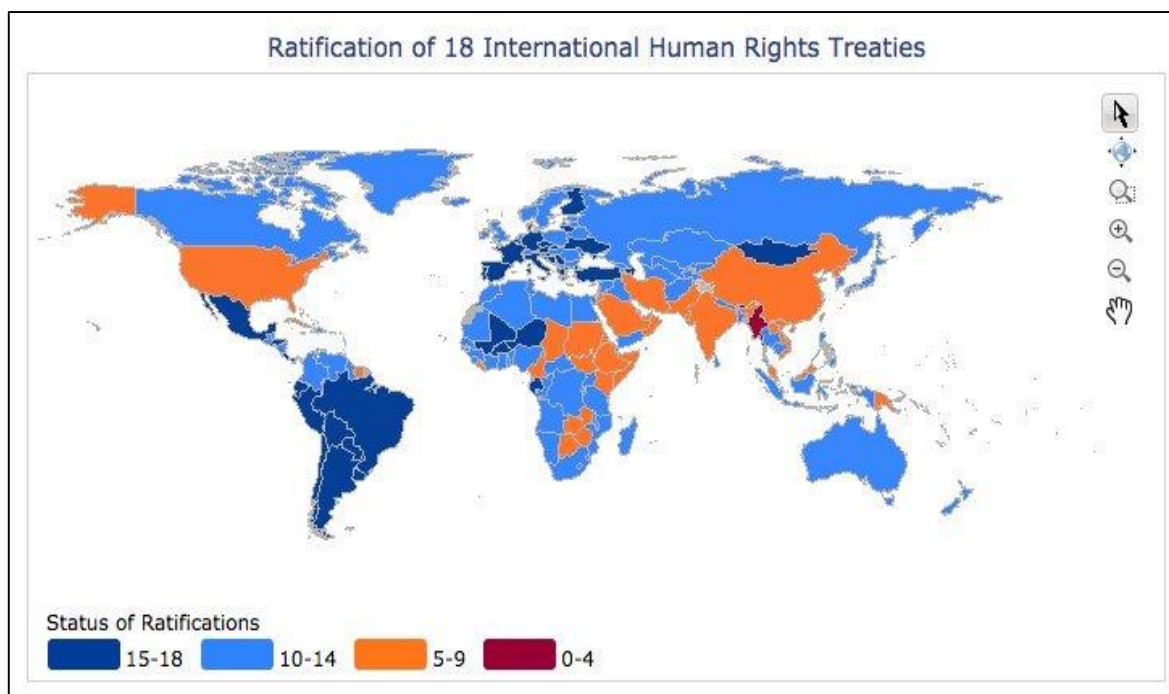 Ratification of 18 International Human Rights Treaties
Status of Ratifications
15-18 10-14 5-9 0-4